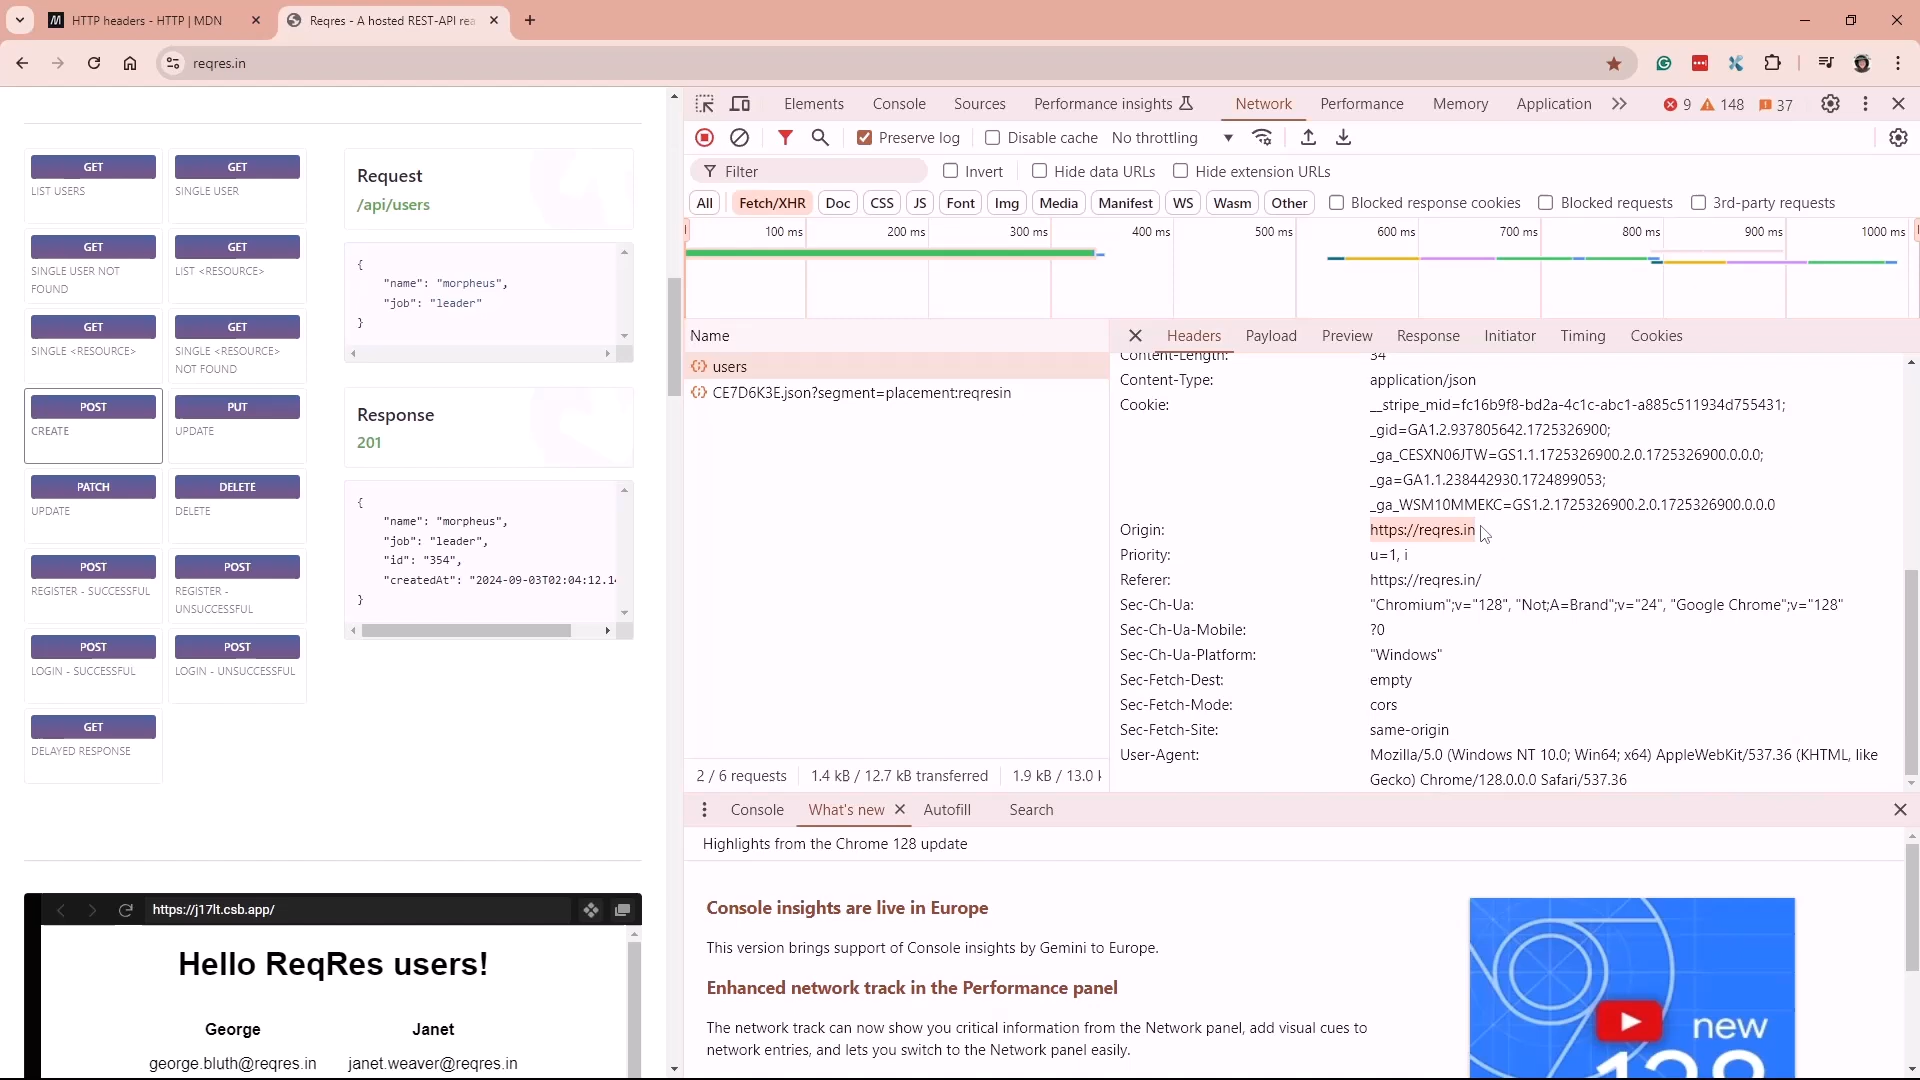 HTTP headers - HTTP | MDN
Reqres - A hosted REST-API rea
reqres.in
Elements Console Sources Performance insights Network Performance Memory Application 9 148 37
Preserve log Disable cache No throttling
Filter Invert Hide data URLs Hide extension URLs
All Fetch/XHR Doc CSS JS Font Img Media Manifest WS Wasm Other Blocked response cookies Blocked requests 3rd-party requests
100 ms 200 ms 300 ms 400 ms 500 ms 600 ms 700 ms 800 ms 900 ms 1000 ms
GET
LIST USERS
GET
SINGLE USER
GET
SINGLE USER NOT
FOUND
GET
LIST <RESOURCE>
GET
SINGLE <RESOURCE>
GET
SINGLE <RESOURCE>
NOT FOUND
POST
CREATE
PUT
UPDATE
PATCH
UPDATE
DELETE
DELETE
POST
REGISTER - SUCCESSFUL
POST
REGISTER -
UNSUCCESSFUL
POST
LOGIN - SUCCESSFUL
POST
LOGIN - UNSUCCESSFUL
GET
DELAYED RESPONSE
Request
/api/users
{
"name": "morpheus",
"job": "leader"
}
Response
201
{
"name": "morpheus",
"job": "leader",
"id": "354",
"createdAt": "2024-09-03T02:04:12.14
}
https://j17lt.csb.app/
Hello ReqRes users!
George Janet
george.bluth@reqres.in janet.weaver@reqres.in
Name
users
CE7D6K3E.json?segment=placement:reqresin
2 / 6 requests 1.4 kB / 12.7 kB transferred 1.9 kB / 13.0 k
Headers Payload Preview Response Initiator Timing Cookies
Content-Length: 34
Content-Type: application/json
Cookie: __stripe_mid=fc16b9f8-bd2a-4c1c-abc1-a885c511934d755431;
_gid=GA1.2.937805642.1725326900;
_ga_CESXN06JTW=GS1.1.1725326900.2.0.1725326900.0.0.0;
_ga=GA1.1.238442930.1724899053;
_ga_WSM10MMEKC=GS1.2.1725326900.2.0.1725326900.0.0.0
Origin: https://reqres.in
Priority: u=1, i
Referer: https://reqres.in/
Sec-Ch-Ua: "Chromium";v="128", "Not;A=Brand";v="24", "Google Chrome";v="128"
Sec-Ch-Ua-Mobile: ?0
Sec-Ch-Ua-Platform: "Windows"
Sec-Fetch-Dest: empty
Sec-Fetch-Mode: cors
Sec-Fetch-Site: same-origin
User-Agent: Mozilla/5.0 (Windows NT 10.0; Win64; x64) AppleWebKit/537.36 (KHTML, like
Gecko) Chrome/128.0.0.0 Safari/537.36
Console What's new Autofill Search
Highlights from the Chrome 128 update
Console insights are live in Europe
This version brings support of Console insights by Gemini to Europe.
Enhanced network track in the Performance panel
The network track can now show you critical information from the Network panel, add visual cues to
network entries, and lets you switch to the Network panel easily.
new
128